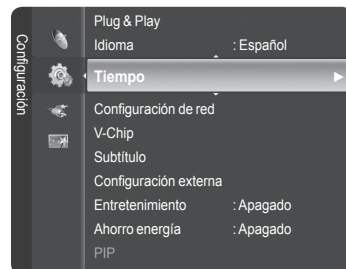 Configuración
Plug & Play
Idioma : Español
Tiempo
Configuración de red
V-Chip
Subtítulo
Configuración externa
Entretenimiento : Apagado
Ahorro energía : Apagado
PIP